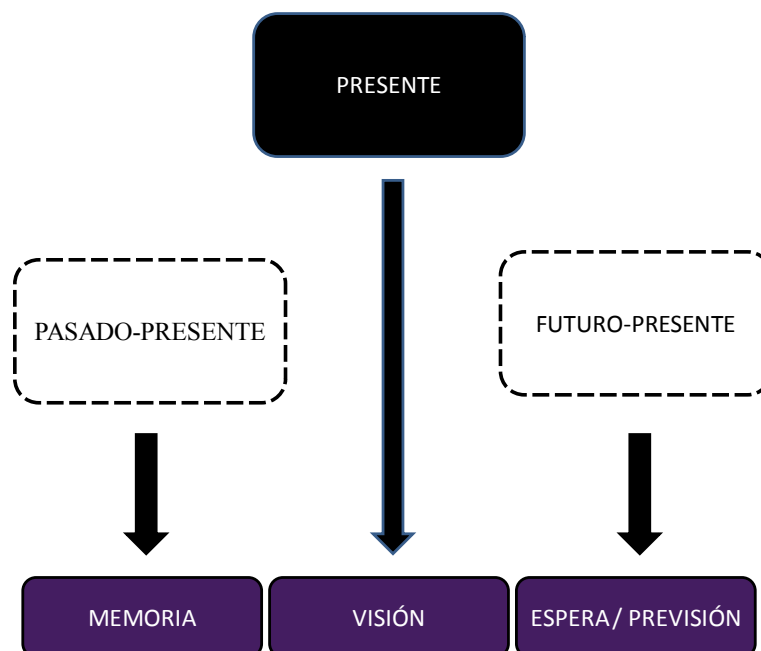 PRESENTE
PASADO-PRESENTE
FUTURO-PRESENTE
MEMORIA
VISIÓN
ESPERA/ PREVISIÓN